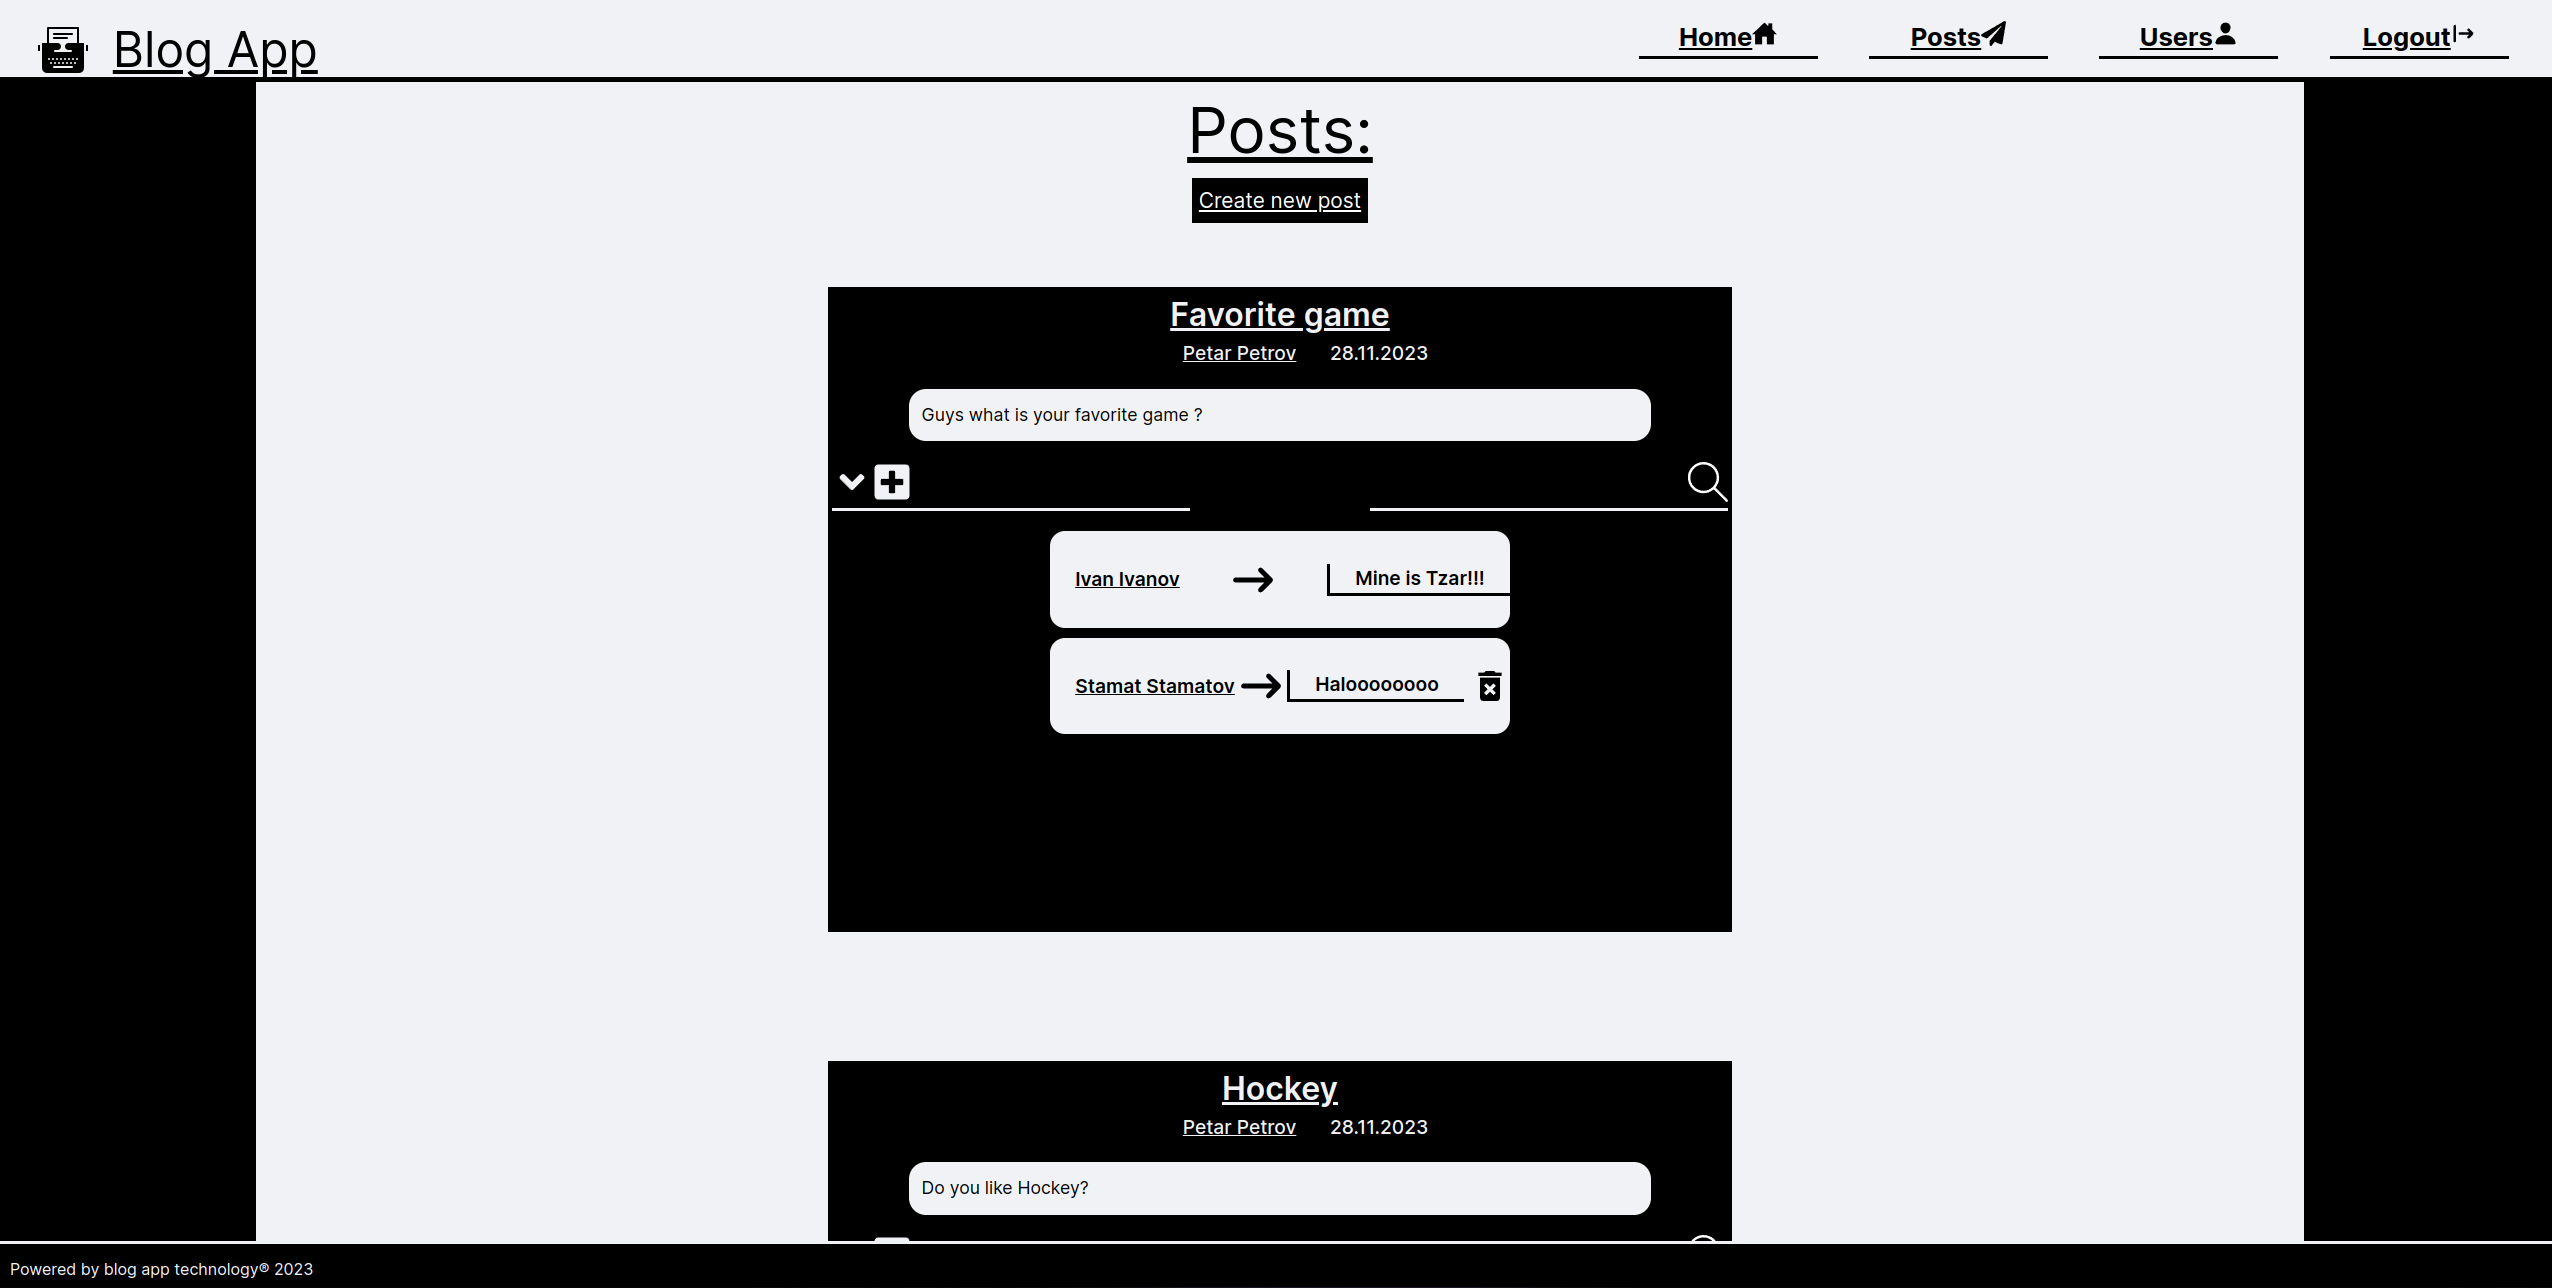 Blog App
Home
Posts
Users
Logout
Posts:
Create new post
Favorite game
Petar Petrov 28.11.2023
Guys what is your favorite game ?
Ivan Ivanov Mine is Tzar!!!
Stamat Stamatov Haloooooooo
Hockey
Petar Petrov 28.11.2023
Do you like Hockey?
Powered by blog app technology® 2023